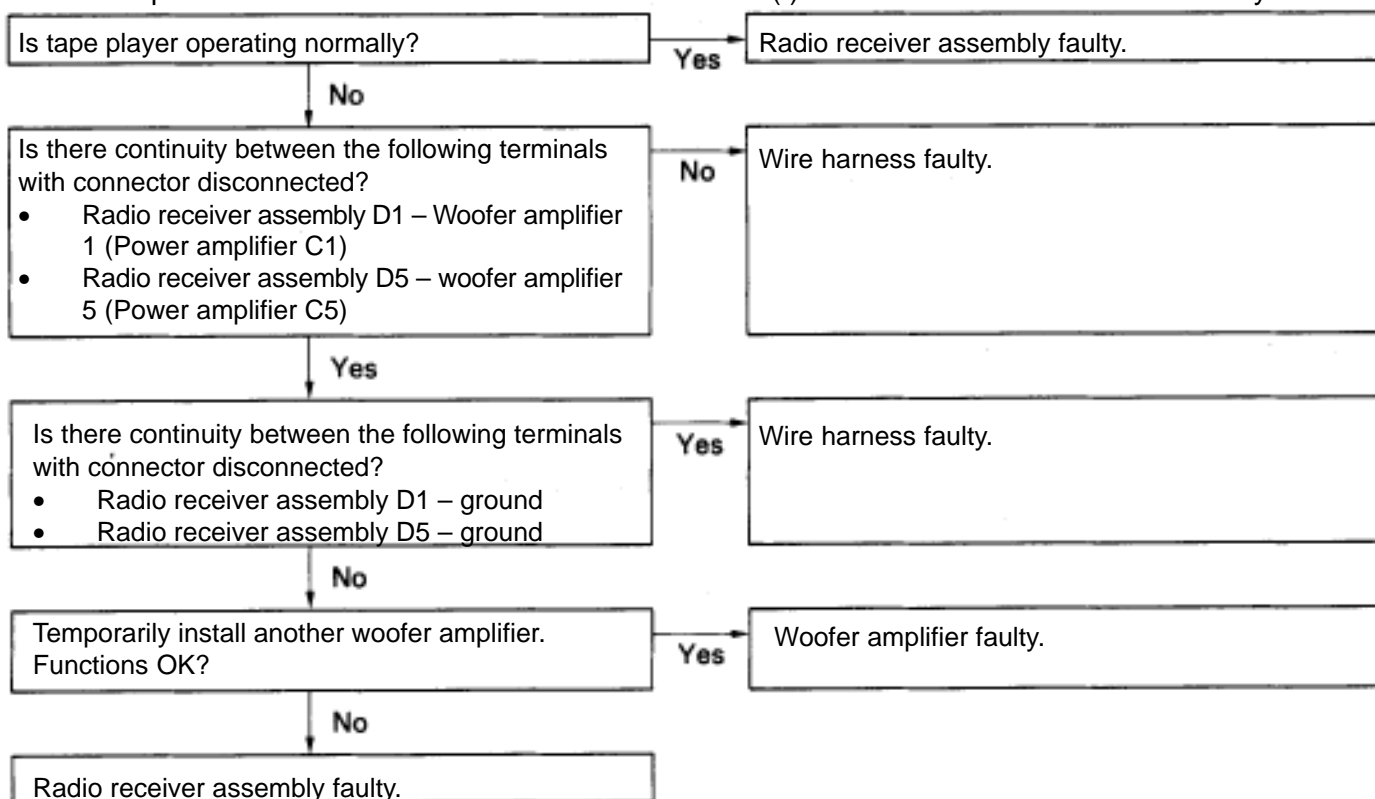 Is tape player operating normally?
Yes
Radio receiver assembly faulty.
No
Is there continuity between the following terminals
with connector disconnected?
• Radio receiver assembly D1 – Woofer amplifier
1 (Power amplifier C1)
• Radio receiver assembly D5 – woofer amplifier
5 (Power amplifier C5)
No
Wire harness faulty.
Yes
Is there continuity between the following terminals
with connector disconnected?
• Radio receiver assembly D1 – ground
• Radio receiver assembly D5 – ground
Yes
Wire harness faulty.
No
Temporarily install another woofer amplifier.
Functions OK?
Yes
Woofer amplifier faulty.
No
Radio receiver assembly faulty.